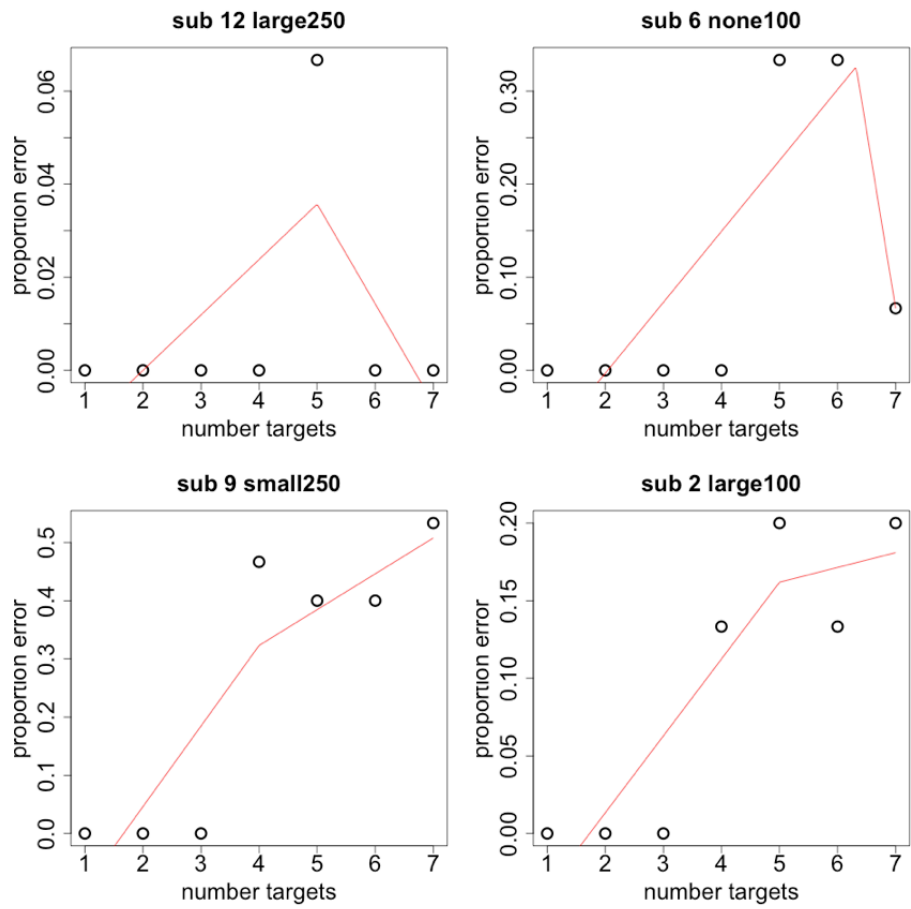 sub 12 large250
proportion error
0.06
0.04
0.02
0.00
1 2 3 4 5 6 7
number targets
sub 6 none100
proportion error
0.30
0.20
0.10
0.00
1 2 3 4 5 6 7
number targets
sub 9 small250
proportion error
0.5
0.4
0.3
0.2
0.1
0.0
1 2 3 4 5 6 7
number targets
sub 2 large100
proportion error
0.20
0.15
0.10
0.05
0.00
1 2 3 4 5 6 7
number targets